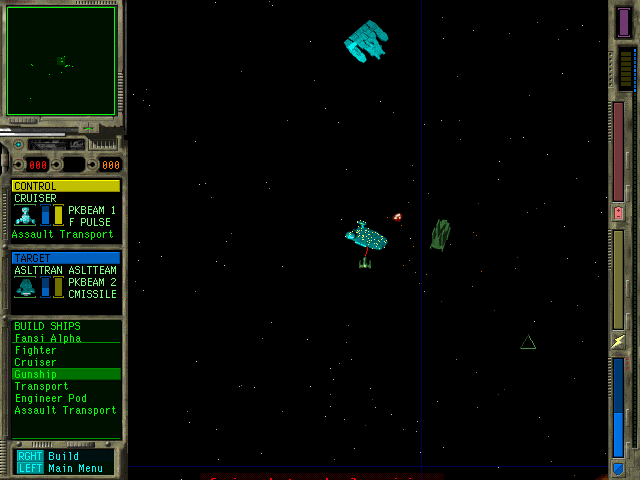 000 000
CONTROL
CRUISER
PKBEAM 1
F PULSE
Assault Transport
TARGET
ASLTTRAN ASLTTEAM
PKBEAM 2
CMISSILE
BUILD SHIPS
Fansi Alpha
Fighter
Cruiser
Gunship
Transport
Engineer Pod
Assault Transport
RGHT Build
LEFT Main Menu